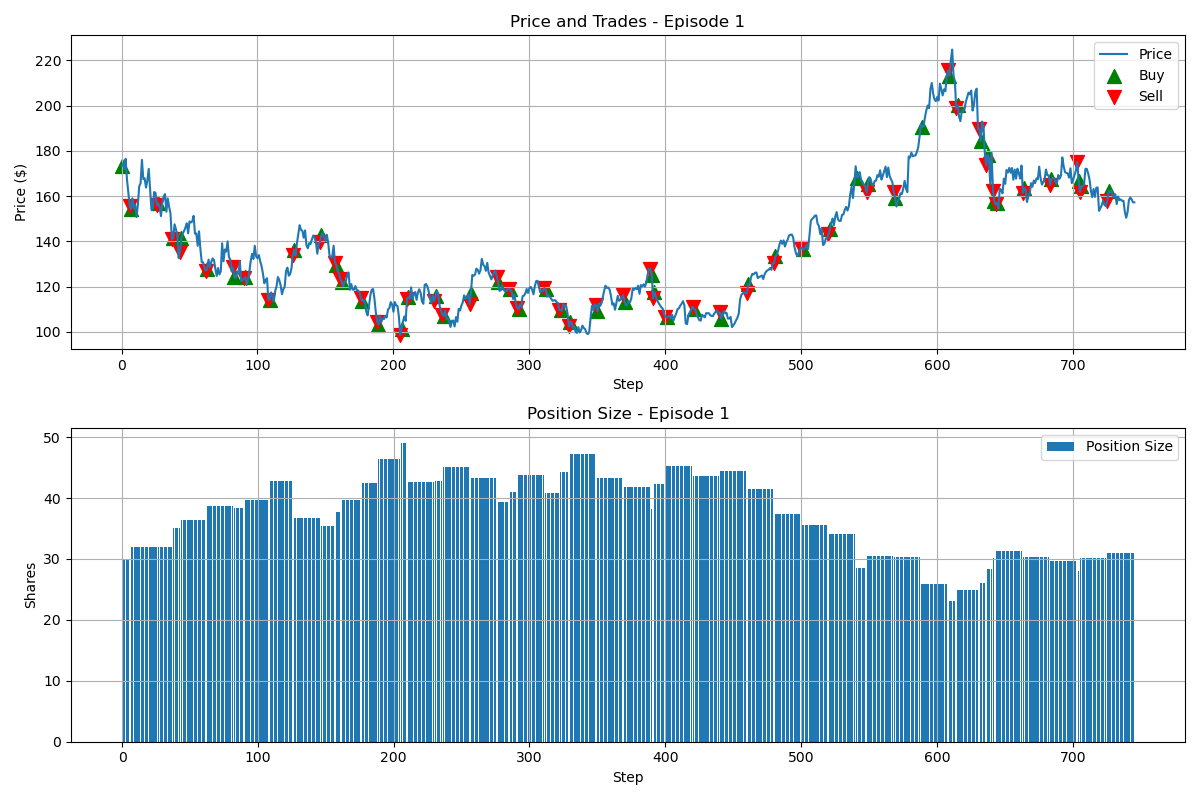 Price and Trades - Episode 1
Price ($)
220
200
180
160
140
120
100
Price
Buy
Sell
0 100 200 300 400 500 600 700
Step
Position Size - Episode 1
Shares
50
40
30
20
10
0
Position Size
0 100 200 300 400 500 600 700
Step